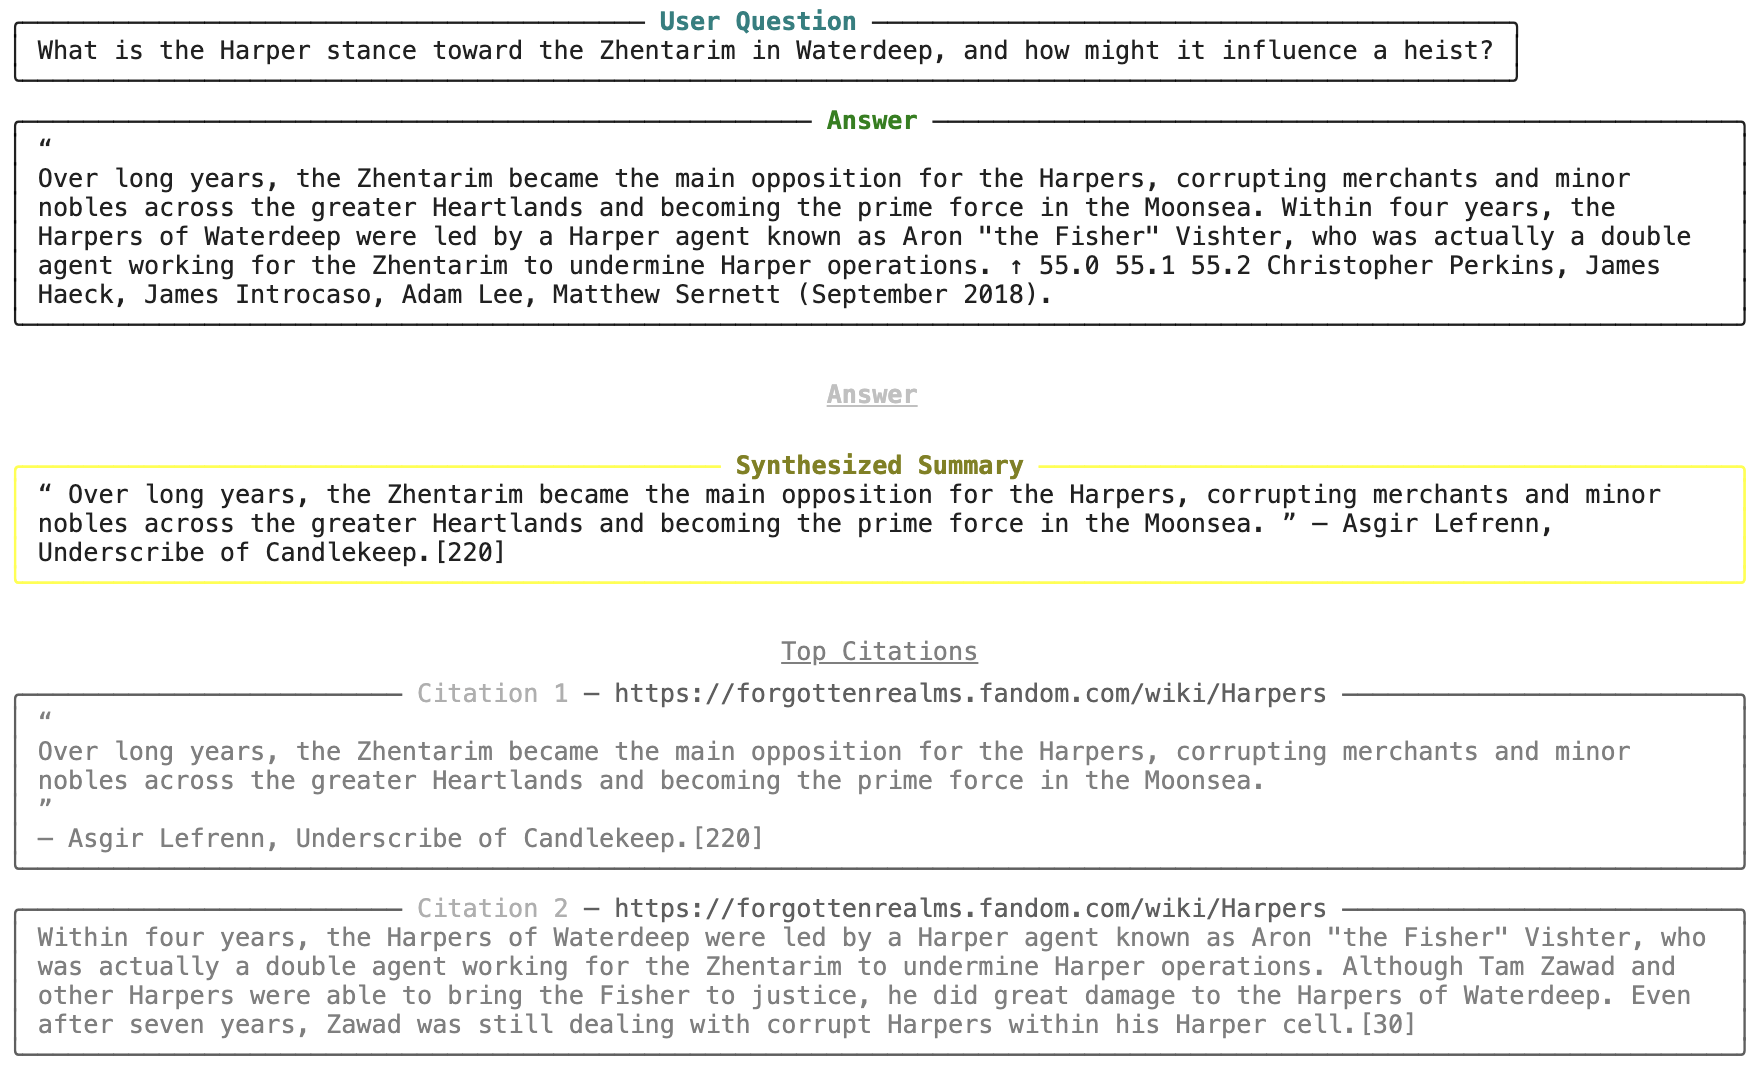 User Question
What is the Harper stance toward the Zhentarim in Waterdeep, and how might it influence a heist?
Answer
“
Over long years, the Zhentarim became the main opposition for the Harpers, corrupting merchants and minor
nobles across the greater Heartlands and becoming the prime force in the Moonsea. Within four years, the
Harpers of Waterdeep were led by a Harper agent known as Aron "the Fisher" Vishter, who was actually a double
agent working for the Zhentarim to undermine Harper operations. ↑ 55.0 55.1 55.2 Christopher Perkins, James
Haeck, James Introcaso, Adam Lee, Matthew Sernett (September 2018).
Answer
Synthesized Summary
“ Over long years, the Zhentarim became the main opposition for the Harpers, corrupting merchants and minor
nobles across the greater Heartlands and becoming the prime force in the Moonsea. ” — Asgir Lefrenn,
Underscribe of Candlekeep.[220]
Top Citations
Citation 1 — https://forgottenrealms.fandom.com/wiki/Harpers
“
Over long years, the Zhentarim became the main opposition for the Harpers, corrupting merchants and minor
nobles across the greater Heartlands and becoming the prime force in the Moonsea.
”
— Asgir Lefrenn, Underscribe of Candlekeep.[220]
Citation 2 — https://forgottenrealms.fandom.com/wiki/Harpers
Within four years, the Harpers of Waterdeep were led by a Harper agent known as Aron "the Fisher" Vishter, who
was actually a double agent working for the Zhentarim to undermine Harper operations. Although Tam Zawad and
other Harpers were able to bring the Fisher to justice, he did great damage to the Harpers of Waterdeep. Even
after seven years, Zawad was still dealing with corrupt Harpers within his Harper cell.[30]